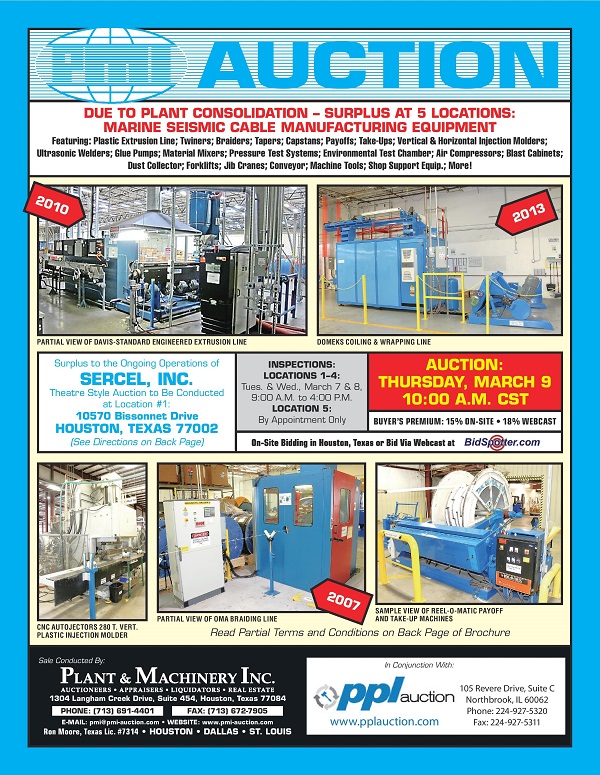 PMI AUCTION
DUE TO PLANT CONSOLIDATION – SURPLUS AT 5 LOCATIONS:
MARINE SEISMIC CABLE MANUFACTURING EQUIPMENT
Featuring: Plastic Extrusion Line; Twiners; Braiders; Tapers; Capstans; Payoffs; Take-Ups; Vertical & Horizontal Injection Molders;
Ultrasonic Welders; Glue Pumps; Material Mixers; Pressure Test Systems; Environmental Test Chamber; Air Compressors; Blast Cabinets;
Dust Collector; Forklifts; Jib Cranes; Conveyor; Machine Tools; Shop Support Equip.; More!
2010
2013
PARTIAL VIEW OF DAVIS-STANDARD ENGINEERED EXTRUSION LINE
DOMEKS COILING & WRAPPING LINE
Surplus to the Ongoing Operations of
SERCEL, INC.
Theatre Style Auction to Be Conducted
at Location #1:
10570 Bissonnet Drive
HOUSTON, TEXAS 77002
(See Directions on Back Page)
INSPECTIONS:
LOCATIONS 1–4:
Tues. & Wed., March 7 & 8,
9:00 A.M. to 4:00 P.M.
LOCATION 5:
By Appointment Only
AUCTION:
THURSDAY, MARCH 9
10:00 A.M. CST
BUYER'S PREMIUM: 15% ON-SITE • 18% WEBCAST
On-Site Bidding in Houston, Texas or Bid Via Webcast at BidSpotter.com
CNC AUTOJECTORS 280 T. VERT.
PLASTIC INJECTION MOLDER
DANGER
PARTIAL VIEW OF OMA BRAIDING LINE
2007
SAMPLE VIEW OF REEL-O-MATIC PAYOFF
AND TAKE-UP MACHINES
Read Partial Terms and Conditions on Back Page of Brochure
Sale Conducted By:
PLANT & MACHINERY INC.
AUCTIONEERS • APPRAISERS • LIQUIDATORS • REAL ESTATE
1304 Langham Creek Drive, Suite 454, Houston, Texas 77084
PHONE: (713) 691-4401 FAX: (713) 672-7905
E-MAIL: pmi@pmi-auction.com • WEBSITE: www.pmi-auction.com
Ron Moore, Texas Lic. #7314 • HOUSTON • DALLAS • ST. LOUIS
In Conjunction With:
ppl auction
www.pplauction.com
105 Revere Drive, Suite C
Northbrook, IL 60062
Phone: 224-927-5320
Fax: 224-927-5311